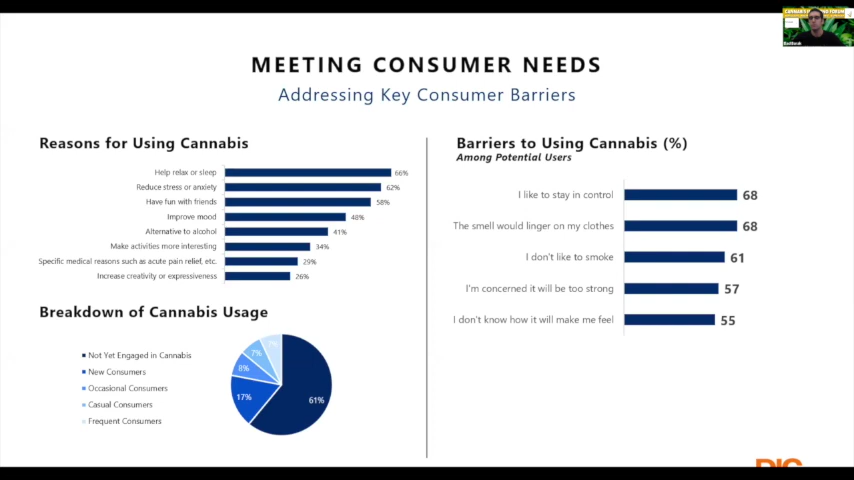 MEETING CONSUMER NEEDS
Addressing Key Consumer Barriers
Reasons for Using Cannabis
Help relax or sleep 66%
Reduce stress or anxiety 62%
Have fun with friends 58%
Improve mood 48%
Alternative to alcohol 41%
Make activities more interesting 34%
Specific medical reasons such as acute pain relief, etc. 29%
Increase creativity or expressiveness 26%
Breakdown of Cannabis Usage
Not Yet Engaged in Cannabis
New Consumers
Occasional Consumers
Casual Consumers
Frequent Consumers
7%
7%
8%
17%
61%
Barriers to Using Cannabis (%)
Among Potential Users
I like to stay in control 68
The smell would linger on my clothes 68
I don't like to smoke 61
I'm concerned it will be too strong 57
I don't know how it will make me feel 55